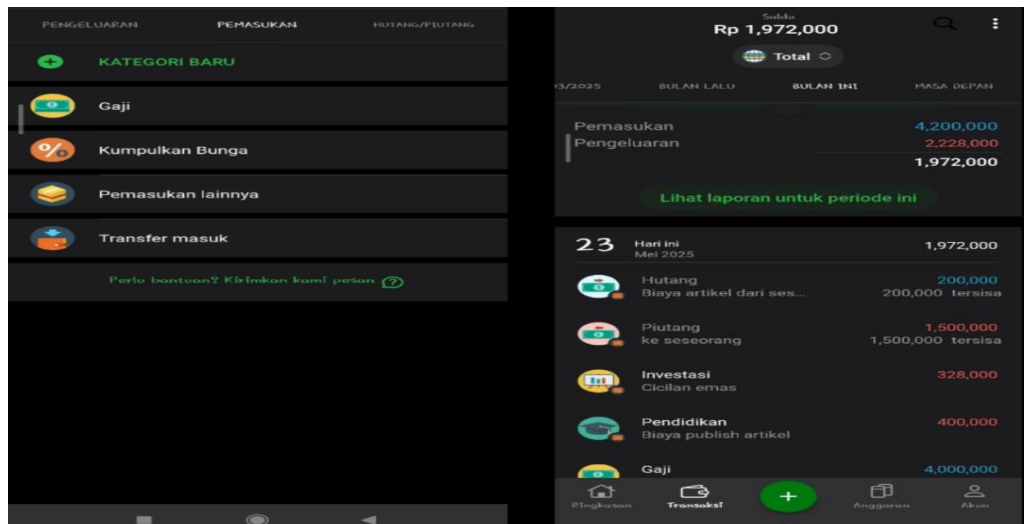 PENGELUARAN PEMASUKAN HUTANG/PIUTANG
KATEGORI BARU
Gaji
Kumpulkan Bunga
Pemasukan lainnya
Transfer masuk
Perlu bantuan? Kirimkan kami pesan
Saldo
Rp 1,972,000
Total
03/2025 BULAN LALU BULAN INI MASA DEPAN
Pemasukan 4,200,000
Pengeluaran 2,228,000
1,972,000
Lihat laporan untuk periode ini
23 Hari ini 1,972,000
Mei 2025
Hutang 200,000
Biaya artikel dari ses... 200,000 tersisa
Piutang 1,500,000
ke seseorang 1,500,000 tersisa
Investasi 328,000
Cicilan emas
Pendidikan 400,000
Biaya publish artikel
Gaji 4,000,000
Ringkasan Transaksi Anggaran Akun